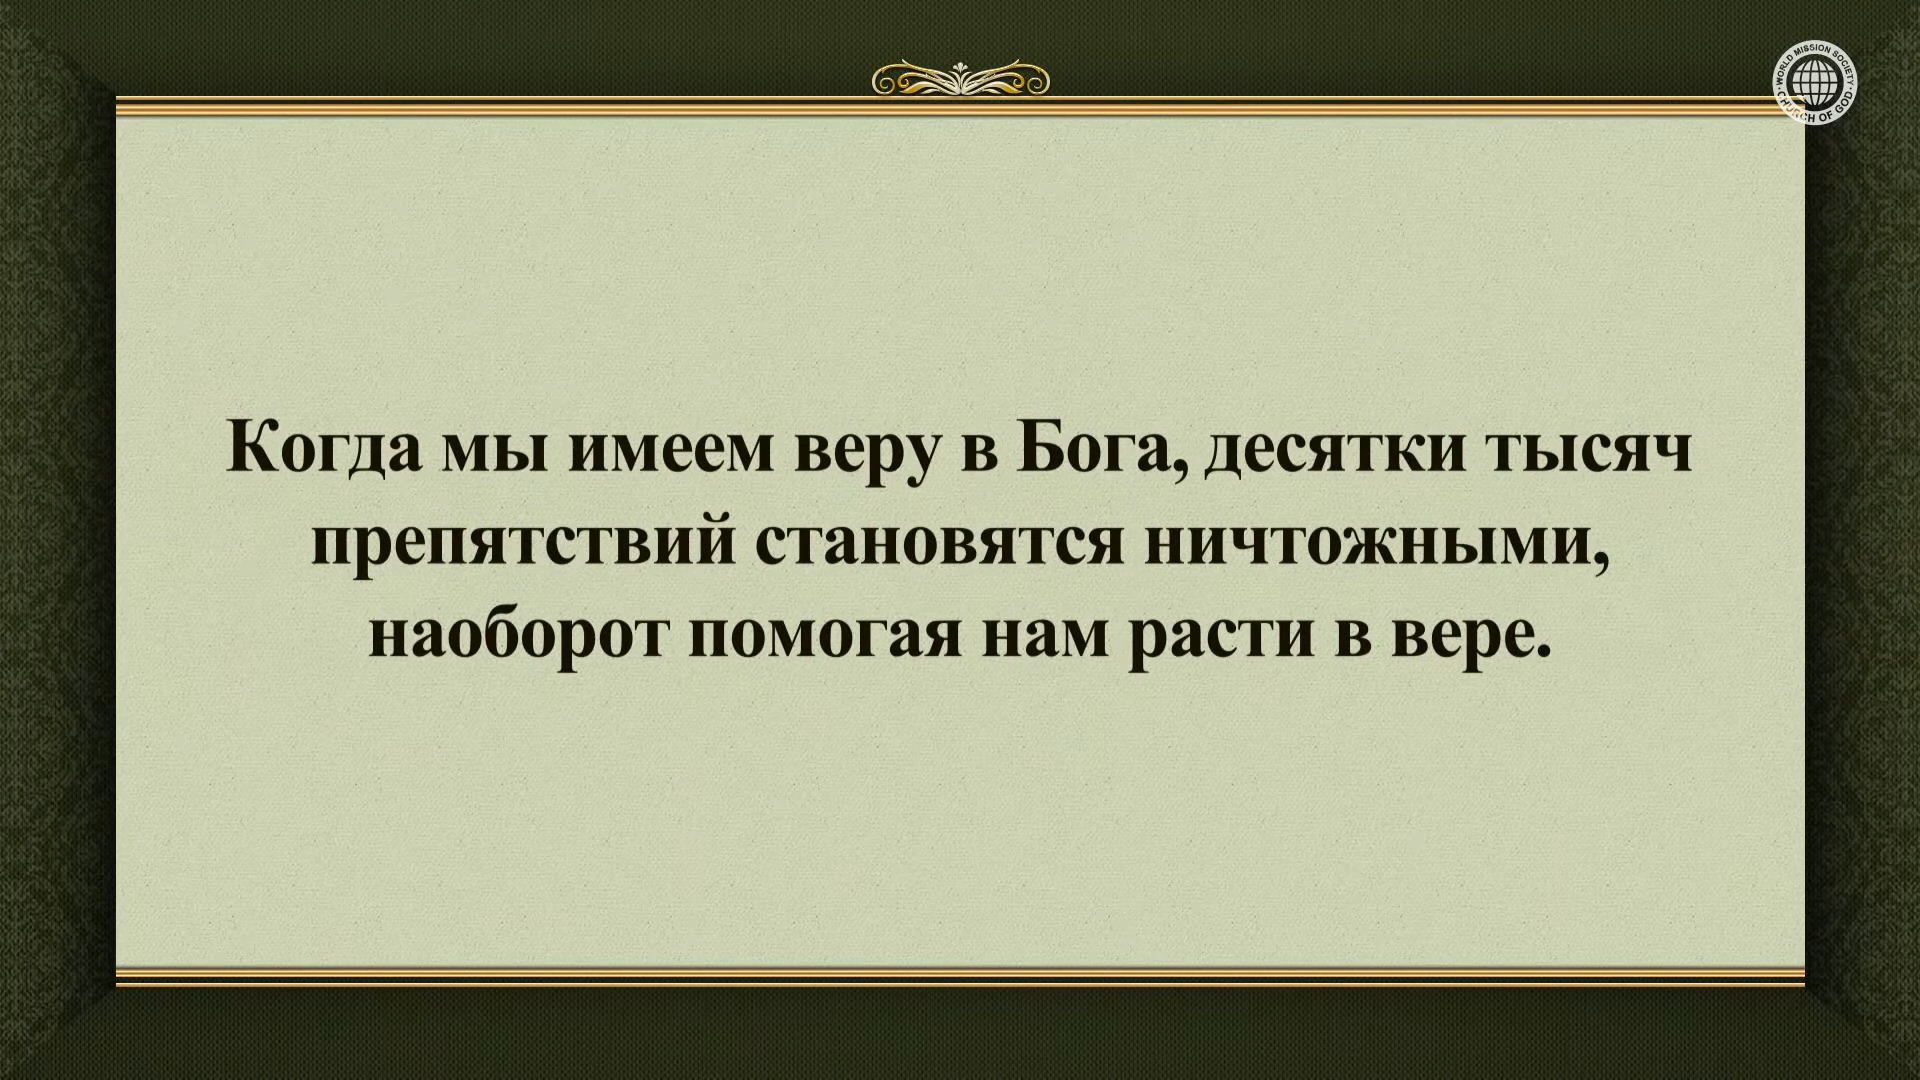 WORLD MISSION SOCIETY
CHURCH OF GOD
Когда мы имеем веру в Бога, десятки тысяч
препятствий становятся ничтожными,
наоборот помогая нам расти в вере.